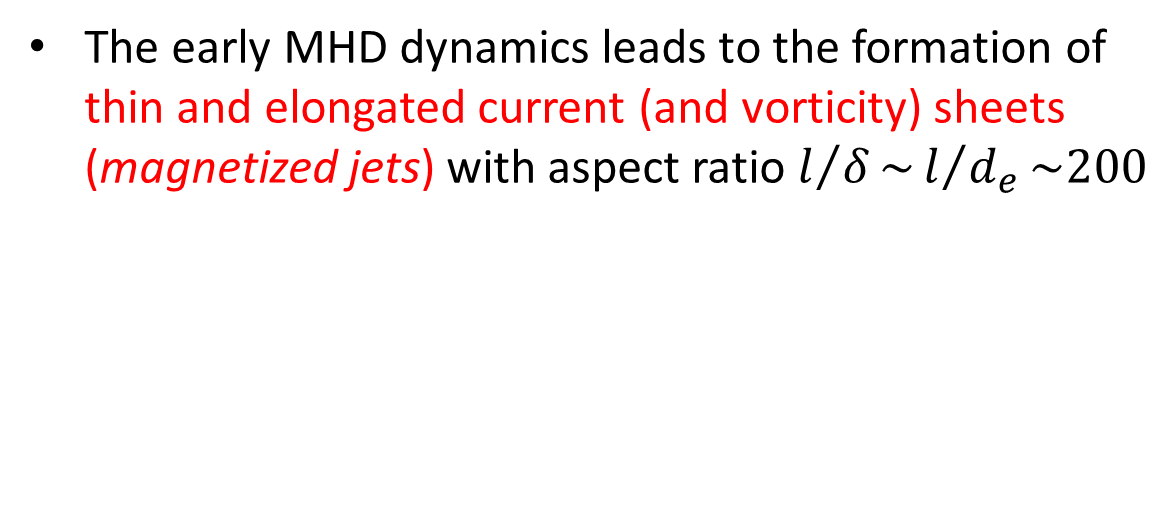 • The early MHD dynamics leads to the formation of
thin and elongated current (and vorticity) sheets
(magnetized jets) with aspect ratio l/δ ~ l/dₑ ~200